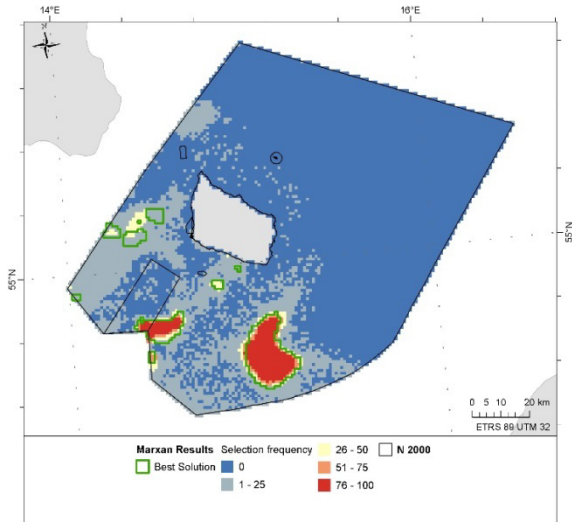 14°E
16°E
55°N
55°N
0 5 10 20 km
ETRS 89 UTM 32
Marxan Results
Best Solution
Selection frequency
0
1 - 25
26 - 50
51 - 75
76 - 100
N 2000